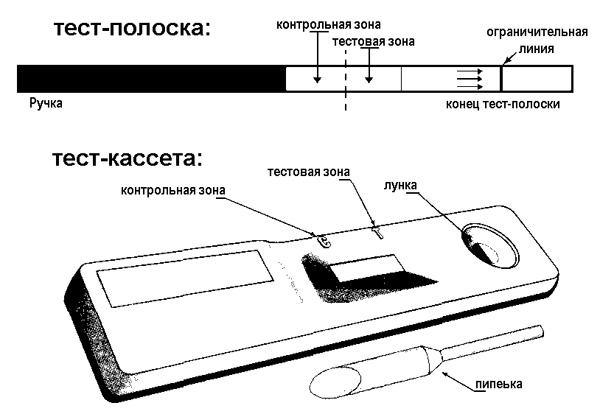 тест-полоска:
контрольная зона
тестовая зона
ограничительная
линия
Ручка
конец тест-полоски
тест-кассета:
контрольная зона
тестовая зона
лунка
C
T
пипеька